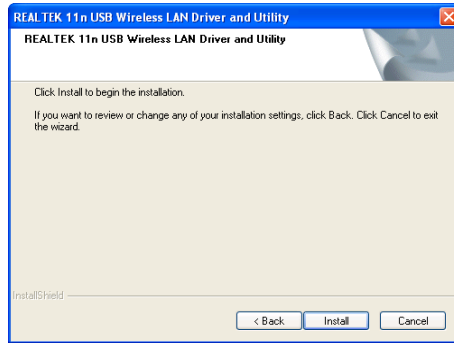 REALTEK 11n USB Wireless LAN Driver and Utility
REALTEK 11n USB Wireless LAN Driver and Utility
Click Install to begin the installation.
If you want to review or change any of your installation settings, click Back. Click Cancel to exit
the wizard.
InstallShield
< Back Install Cancel